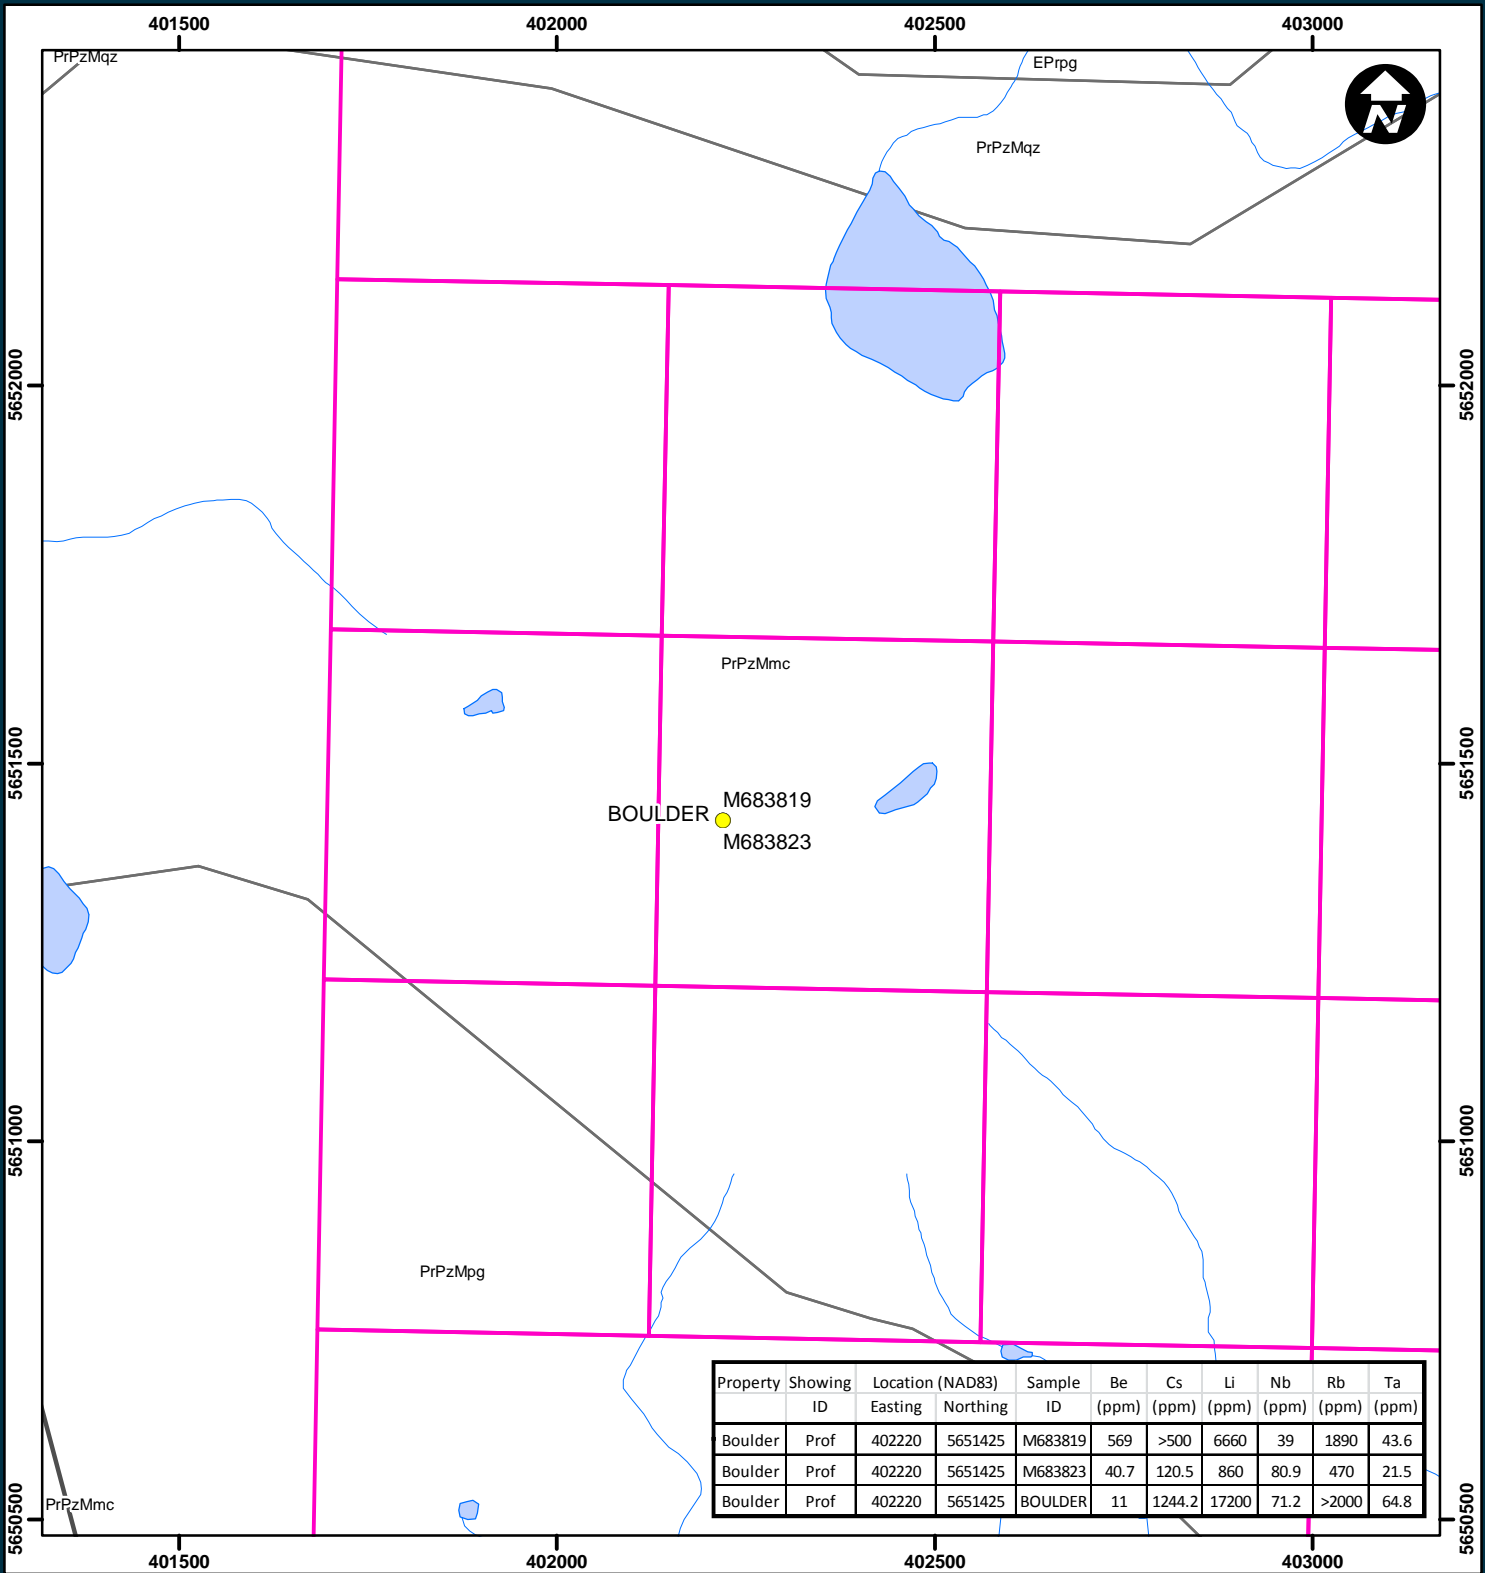 401500 402000 402500 403000
PrPzMqz
EPrpg
N
PrPzMqz
5652000 5652000
PrPzMmc
5651500 5651500
M683819
BOULDER
M683823
5651000 5651000
PrPzMpg
Property Showing Location (NAD83) Sample Be Cs Li Nb Rb Ta
ID Easting Northing ID (ppm) (ppm) (ppm) (ppm) (ppm) (ppm)
Boulder Prof 402220 5651425 M683819 569 >500 6660 39 1890 43.6
Boulder Prof 402220 5651425 M683823 40.7 120.5 860 80.9 470 21.5
Boulder Prof 402220 5651425 BOULDER 11 1244.2 17200 71.2 >2000 64.8
PrPzMmc
5650500 5650500
401500 402000 402500 403000